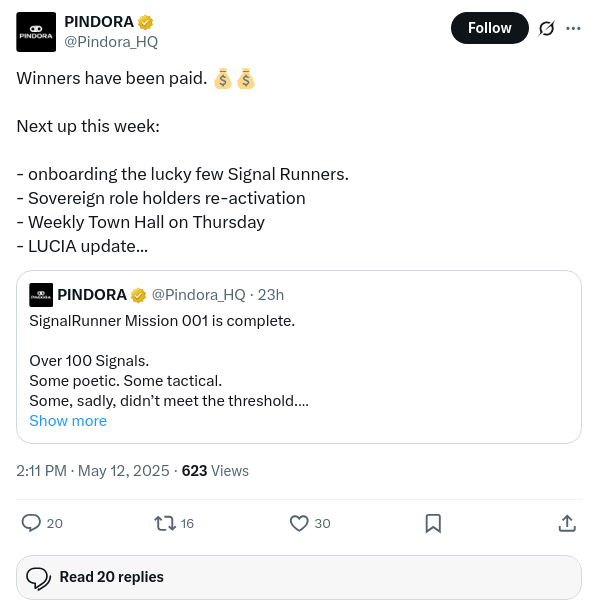 PINDORA
PINDORA
@Pindora_HQ
Follow
Winners have been paid. 💰💰
Next up this week:
- onboarding the lucky few Signal Runners.
- Sovereign role holders re-activation
- Weekly Town Hall on Thursday
- LUCIA update...
PINDORA @Pindora_HQ · 23h
SignalRunner Mission 001 is complete.
Over 100 Signals.
Some poetic. Some tactical.
Some, sadly, didn’t meet the threshold....
Show more
2:11 PM · May 12, 2025 · 623 Views
20
16
30
Read 20 replies